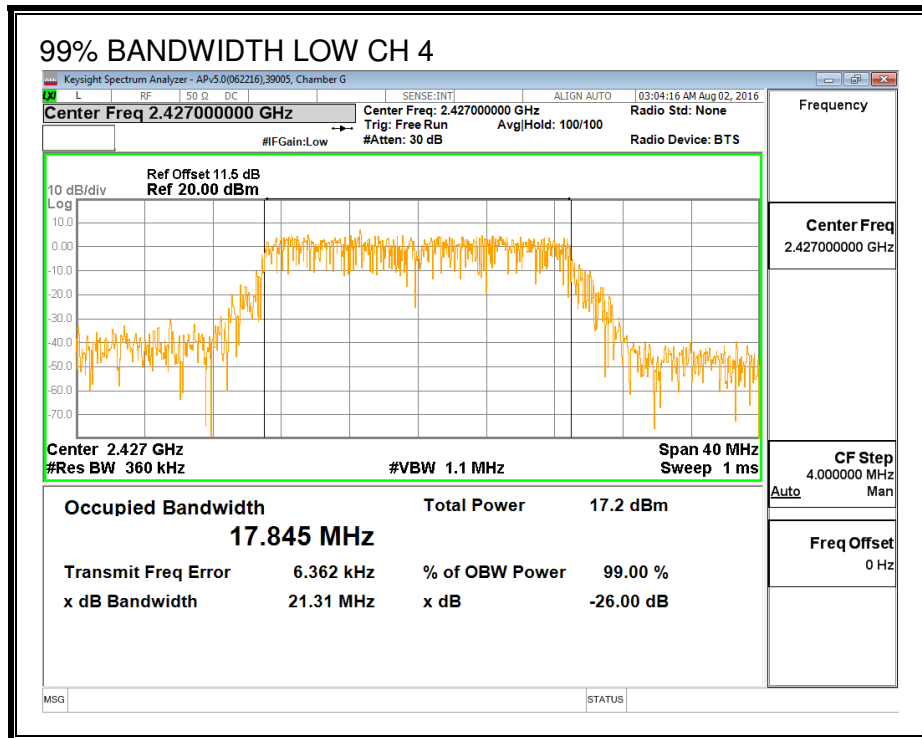 99% BANDWIDTH LOW CH 4
Keysight Spectrum Analyzer - APv5.0(062216),39005, Chamber G
LXI L RF 50 Ω DC SENSE:INT ALIGN AUTO 03:04:16 AM Aug 02, 2016
Center Freq 2.427000000 GHz Center Freq: 2.427000000 GHz Radio Std: None
Trig: Free Run Avg|Hold: 100/100
#IFGain:Low #Atten: 30 dB Radio Device: BTS
Frequency
Ref Offset 11.5 dB
10 dB/div Ref 20.00 dBm
Log
10.0
0.00
-10.0
-20.0
-30.0
-40.0
-50.0
-60.0
-70.0
Center 2.427 GHz Span 40 MHz
#Res BW 360 kHz #VBW 1.1 MHz Sweep 1 ms
Occupied Bandwidth Total Power 17.2 dBm
17.845 MHz
Transmit Freq Error 6.362 kHz % of OBW Power 99.00 %
x dB Bandwidth 21.31 MHz x dB -26.00 dB
Center Freq
2.427000000 GHz
CF Step
4.000000 MHz
Auto Man
Freq Offset
0 Hz
MSG STATUS